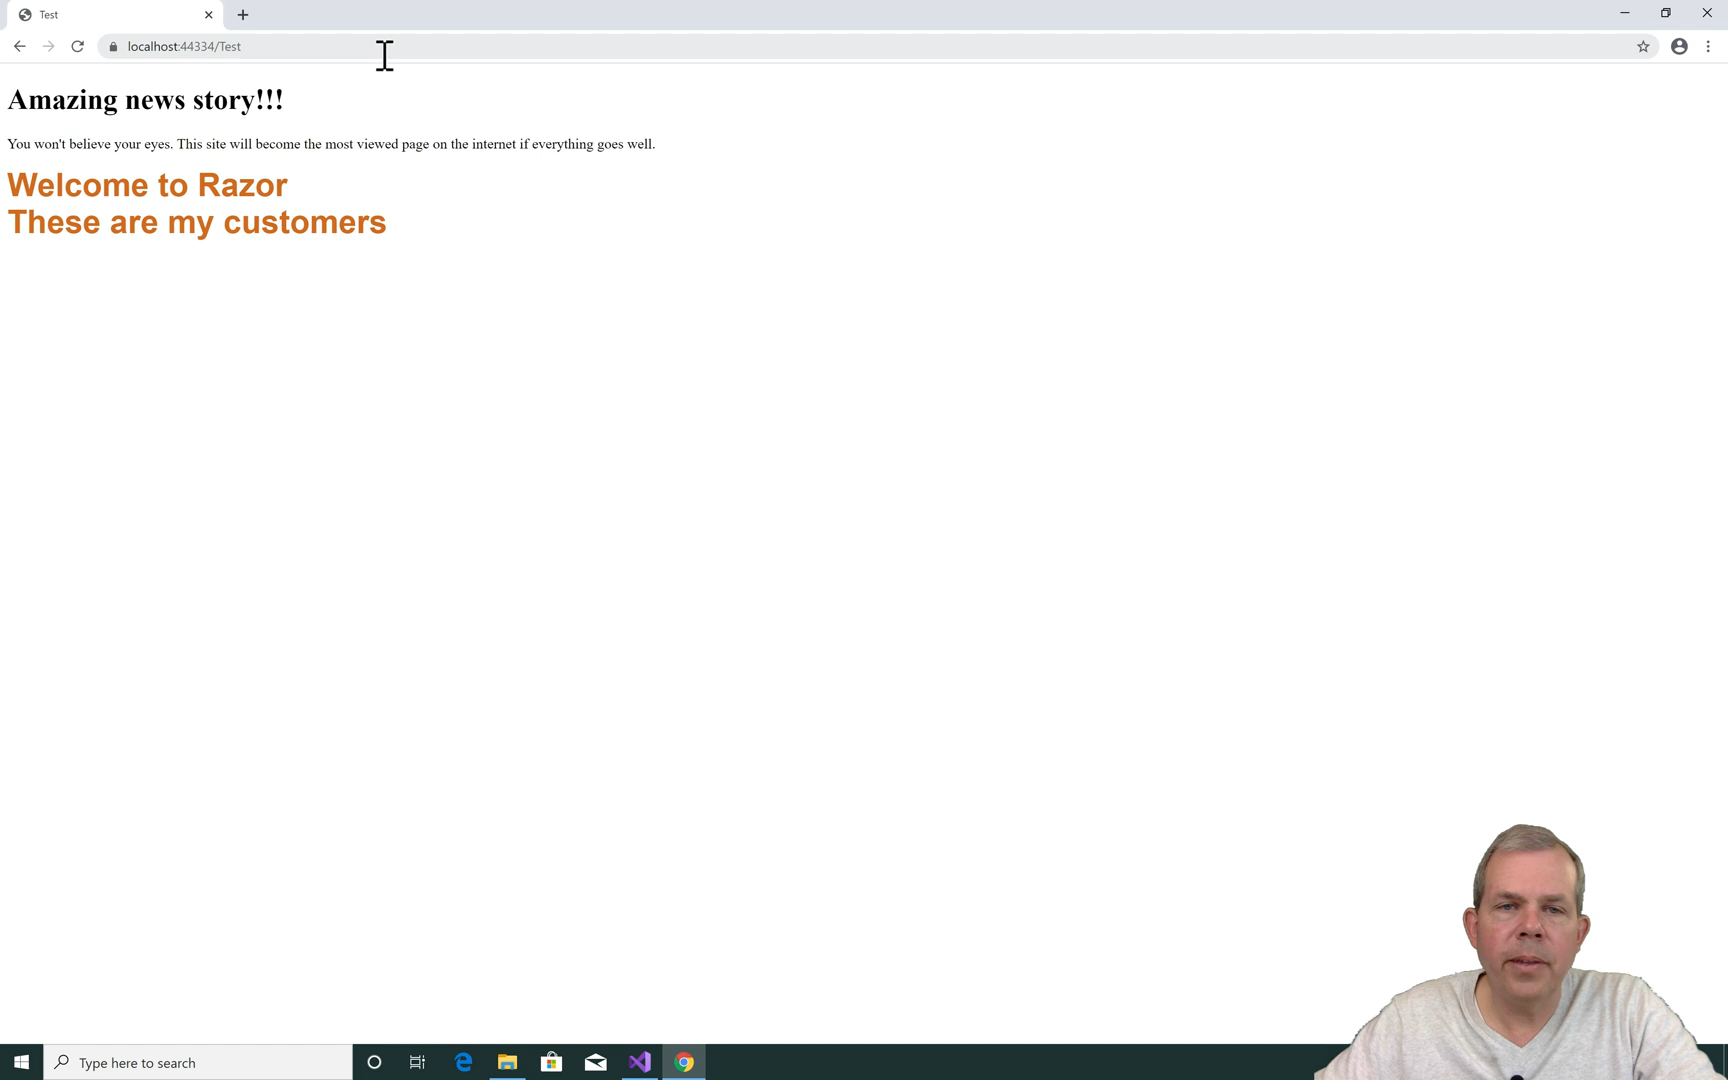 Test
localhost:44334/Test
Amazing news story!!!
You won't believe your eyes. This site will become the most viewed page on the internet if everything goes well.
Welcome to Razor
These are my customers
Type here to search